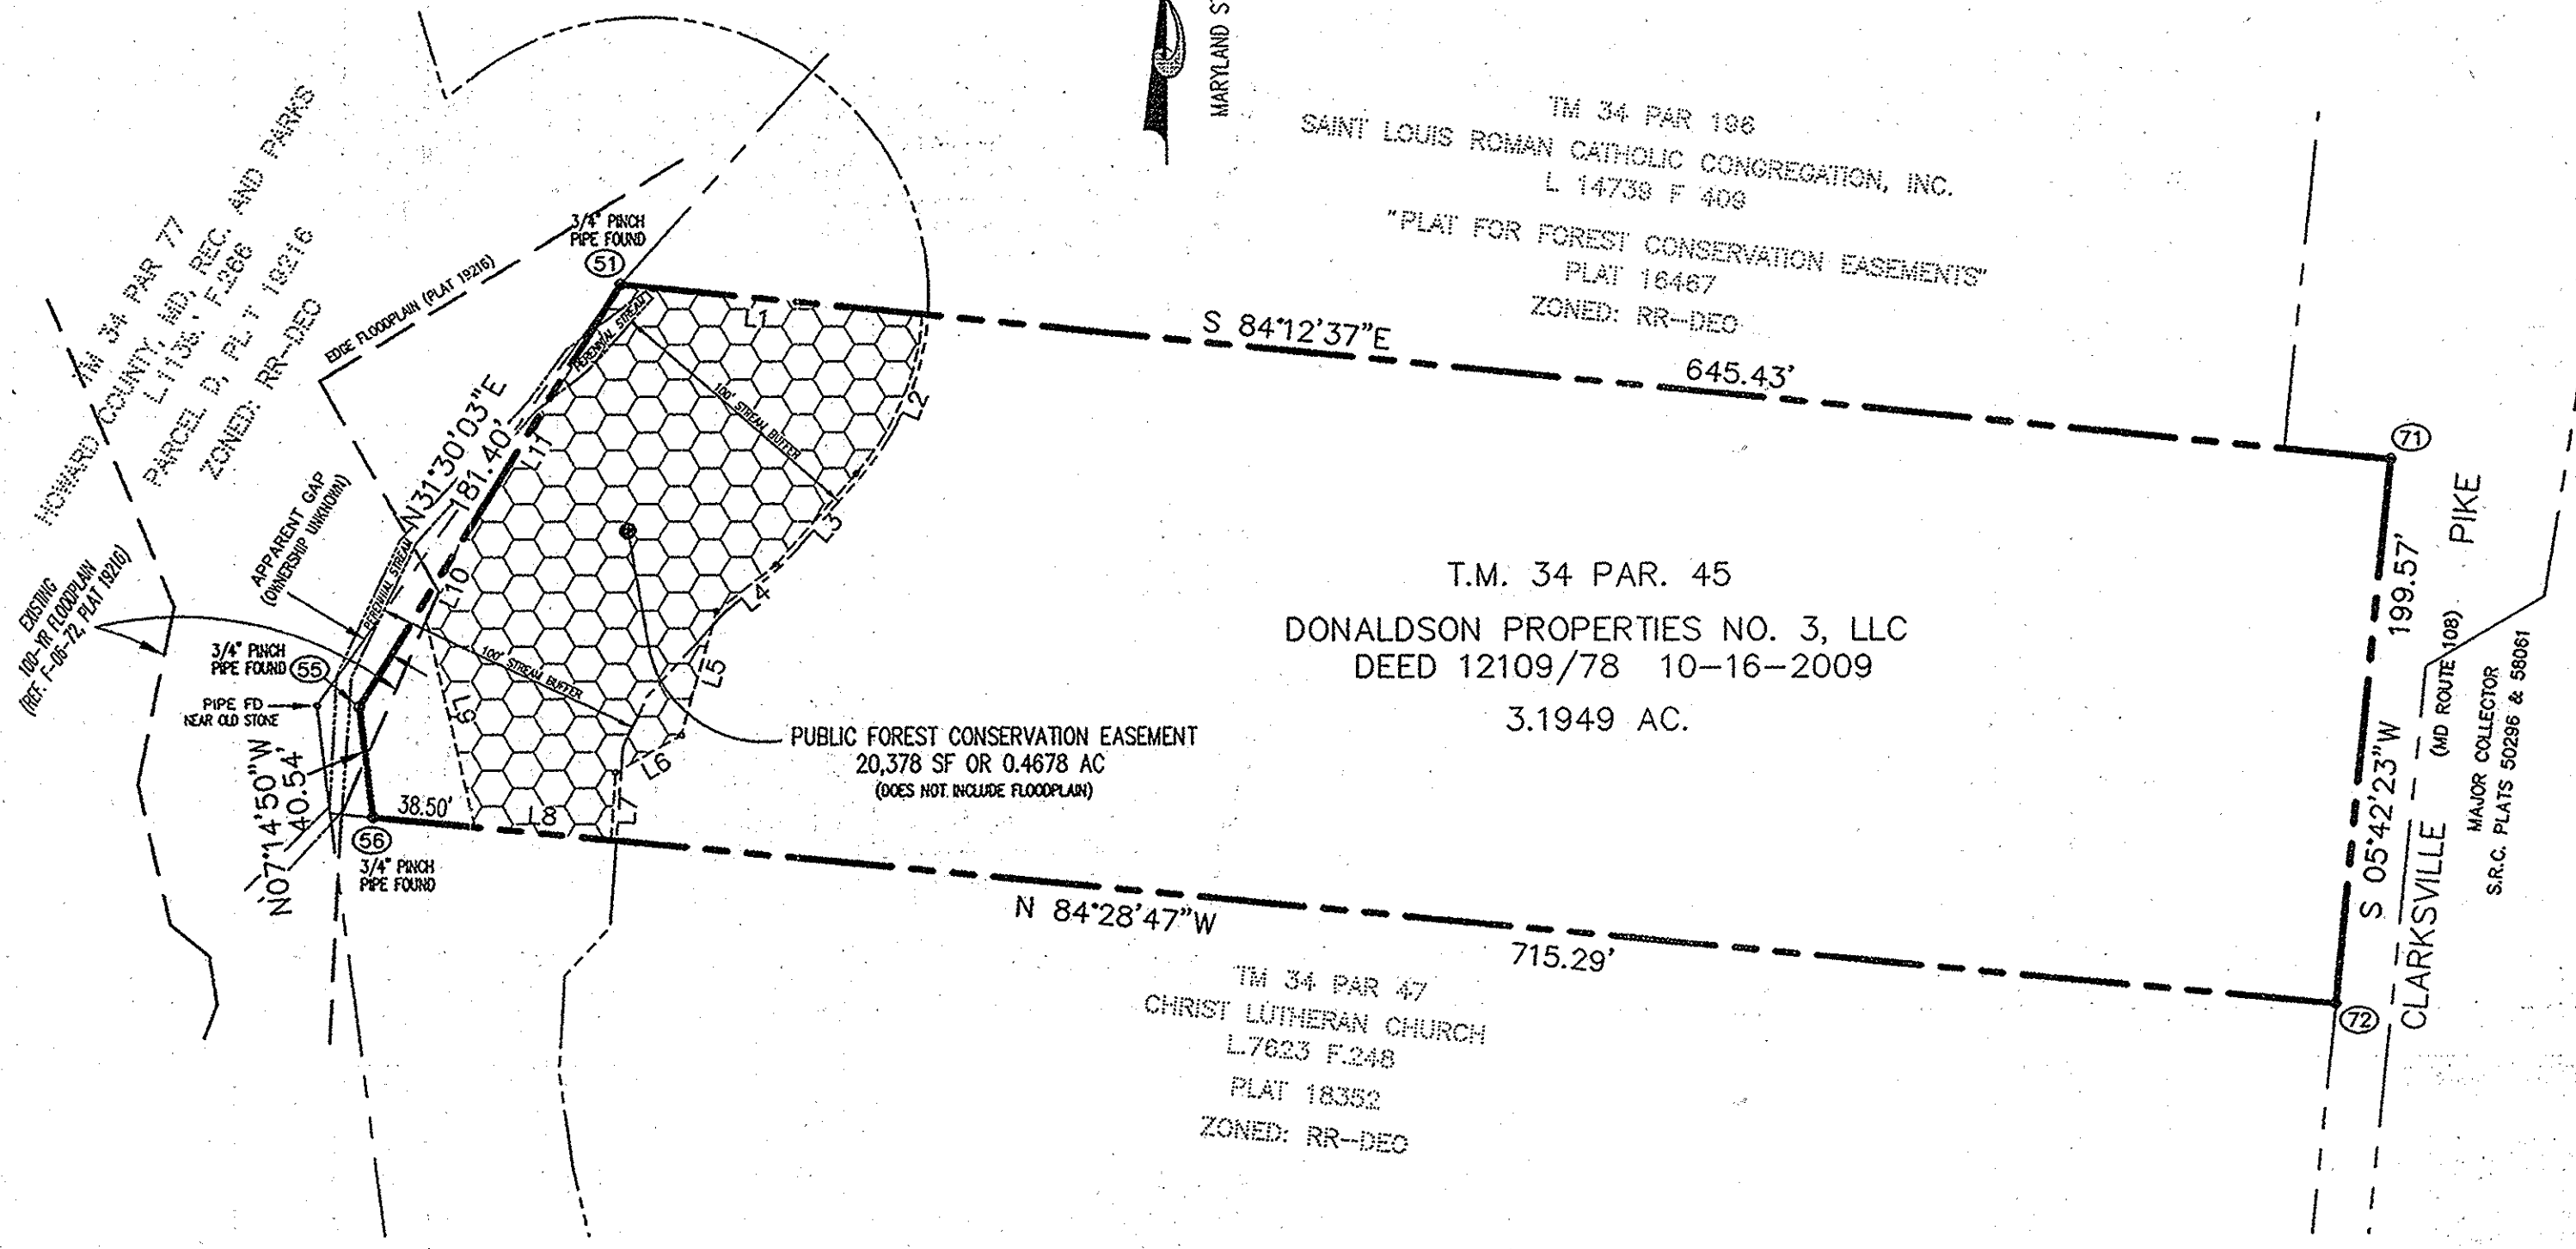 MARYLAND
TM 34 PAR 196
SAINT LOUIS ROMAN CATHOLIC CONGREGATION, INC.
L. 14739 F 409
"PLAT FOR FOREST CONSERVATION EASEMENTS"
PLAT 16467
ZONED: RR-DEO
TM 34 PAR 77
HOWARD COUNTY, MD, REC. AND PARKS
L.11136, F.266
PARCEL D, PL T 19216
ZONED: RR-DEO
3/4" PINCH
PIPE FOUND
51
EDGE FLOODPLAIN (PLAT 19216)
PERENNIAL STREAM
L1
L2
100' STREAM BUFFER
S 84°12'37"E
645.43'
71
N31°30'03"E
181.40'
L11
L3
APPARENT GAP
(OWNERSHIP UNKNOWN)
PERENNIAL STREAM
L10
L4
EXISTING
100-YR FLOODPLAIN
(REF. F-06-72, PLAT 19216)
3/4" PINCH
PIPE FOUND
55
PIPE FD
NEAR OLD STONE
100' STREAM BUFFER
L5
L9
L6
L7
L8
N07°14'50"W
40.54'
38.50'
56
3/4" PINCH
PIPE FOUND
PUBLIC FOREST CONSERVATION EASEMENT
20,378 SF OR 0.4678 AC
(DOES NOT INCLUDE FLOODPLAIN)
T.M. 34 PAR. 45
DONALDSON PROPERTIES NO. 3, LLC
DEED 12109/78 10-16-2009
3.1949 AC.
S 05°42'23"W
199.57'
CLARKSVILLE PIKE
(MD ROUTE 108)
MAJOR COLLECTOR
S.R.C. PLATS 50296 & 58061
72
N 84°28'47"W
715.29'
TM 34 PAR 47
CHRIST LUTHERAN CHURCH
L.7623 F.248
PLAT 18352
ZONED: RR-DEO